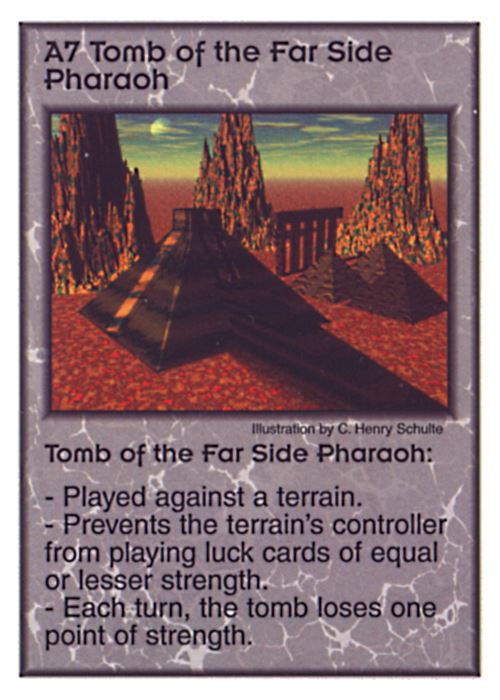 A7 Tomb of the Far Side
Pharaoh
Illustration by C. Henry Schulte
Tomb of the Far Side Pharaoh:
- Played against a terrain.
- Prevents the terrain's controller
from playing luck cards of equal
or lesser strength.
- Each turn, the tomb loses one
point of strength.